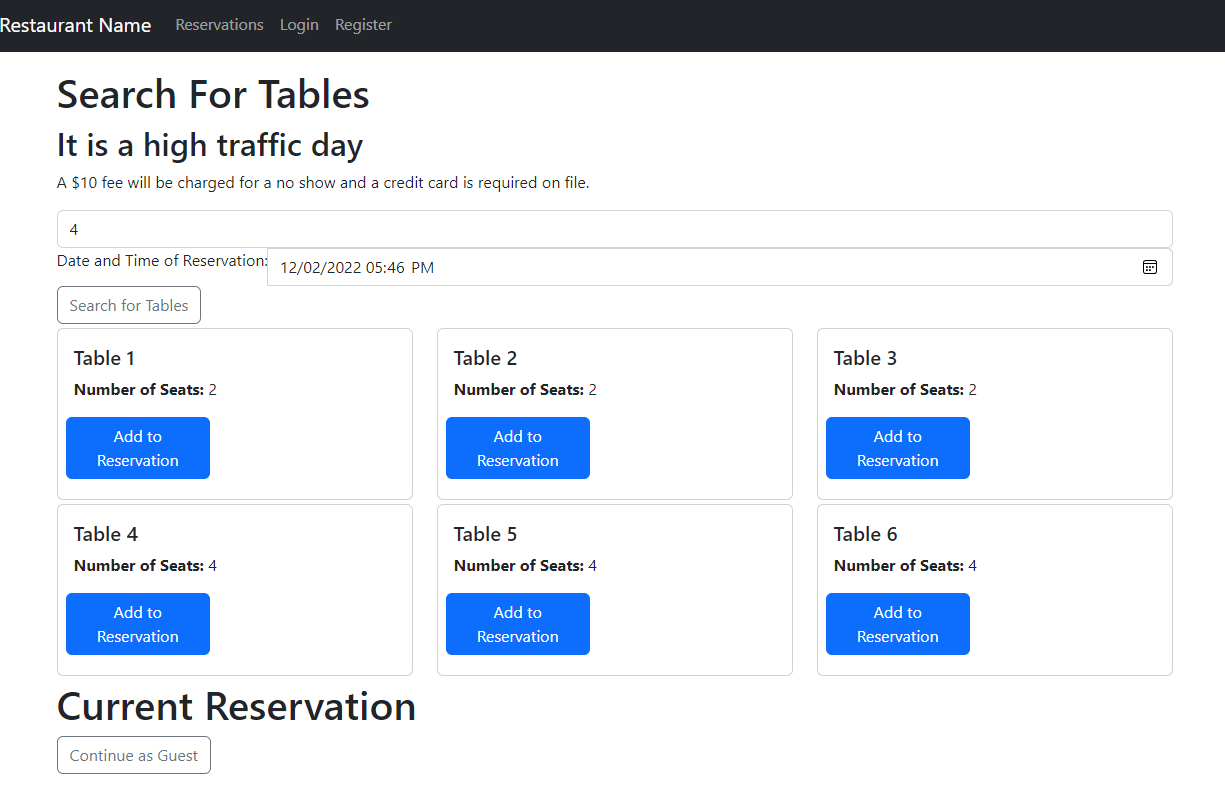 Restaurant Name Reservations Login Register
Search For Tables
It is a high traffic day
A $10 fee will be charged for a no show and a credit card is required on file.
4
Date and Time of Reservation: 12/02/2022 05:46 PM
Search for Tables
Table 1
Number of Seats: 2
Add to
Reservation
Table 2
Number of Seats: 2
Add to
Reservation
Table 3
Number of Seats: 2
Add to
Reservation
Table 4
Number of Seats: 4
Add to
Reservation
Table 5
Number of Seats: 4
Add to
Reservation
Table 6
Number of Seats: 4
Add to
Reservation
Current Reservation
Continue as Guest